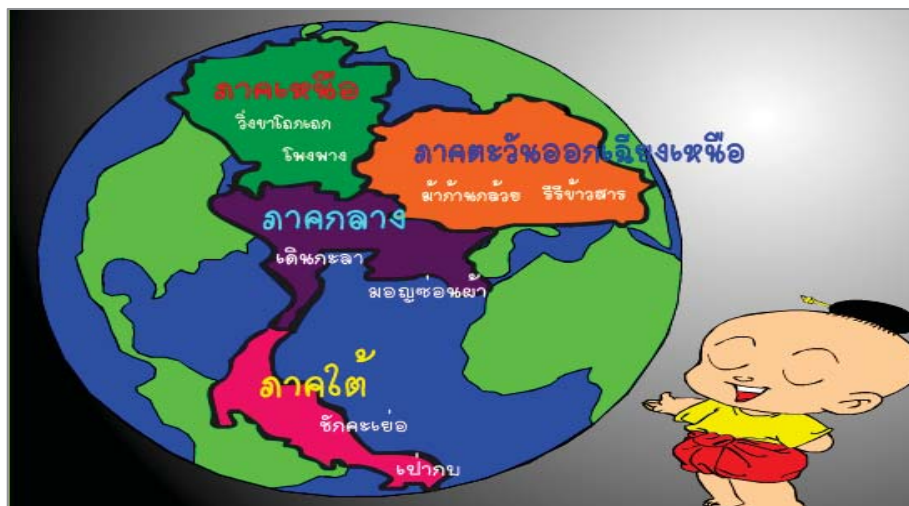 ภาคเหนือ
วิ่งขาโถกเถก
โพงพาง
ภาคตะวันออกเฉียงเหนือ
ม้าก้านกล้วย รีรีข้าวสาร
ภาคกลาง
เดินกะลา
มอญซ่อนผ้า
ภาคใต้
ชักคะเย่อ
เป่ากบ